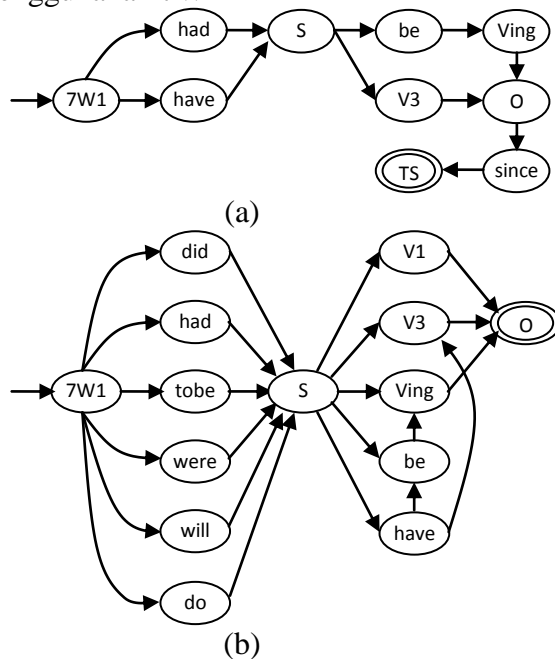 had S be Ving
7W1 have V3 O
TS since
(a)
did V1
had V3 O
7W1 tobe S Ving
were be
will have
do
(b)